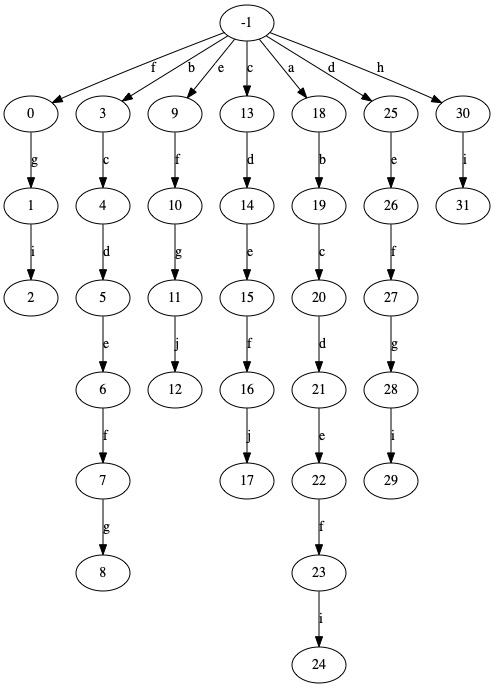 -1
f b e c a d h
0 3 9 13 18 25 30
g c f d b e i
1 4 10 14 19 26 31
i d g e c f
2 5 11 15 20 27
e j f d g
6 12 16 21 28
f j e i
7 17 22 29
g f
8 23
i
24